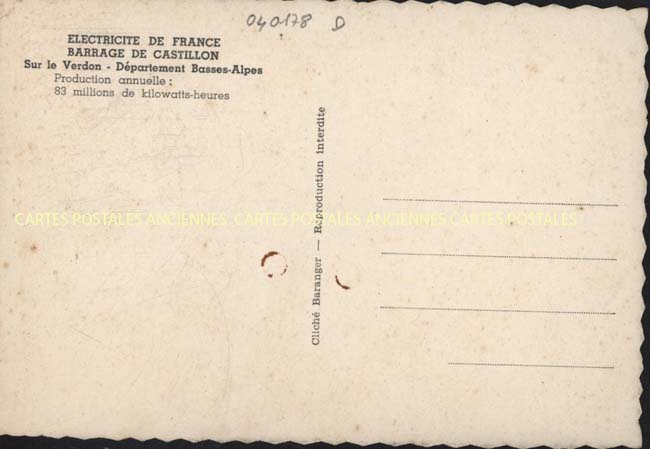 040178 D
ELECTRICITE DE FRANCE
BARRAGE DE CASTILLON
Sur le Verdon - Département Basses-Alpes
Production annuelle :
83 millions de kilowatts-heures
Cliché Baranger — Réproduction interdite
CARTES POSTALES ANCIENNES CARTES POSTALES ANCIENNES CARTES POSTALES